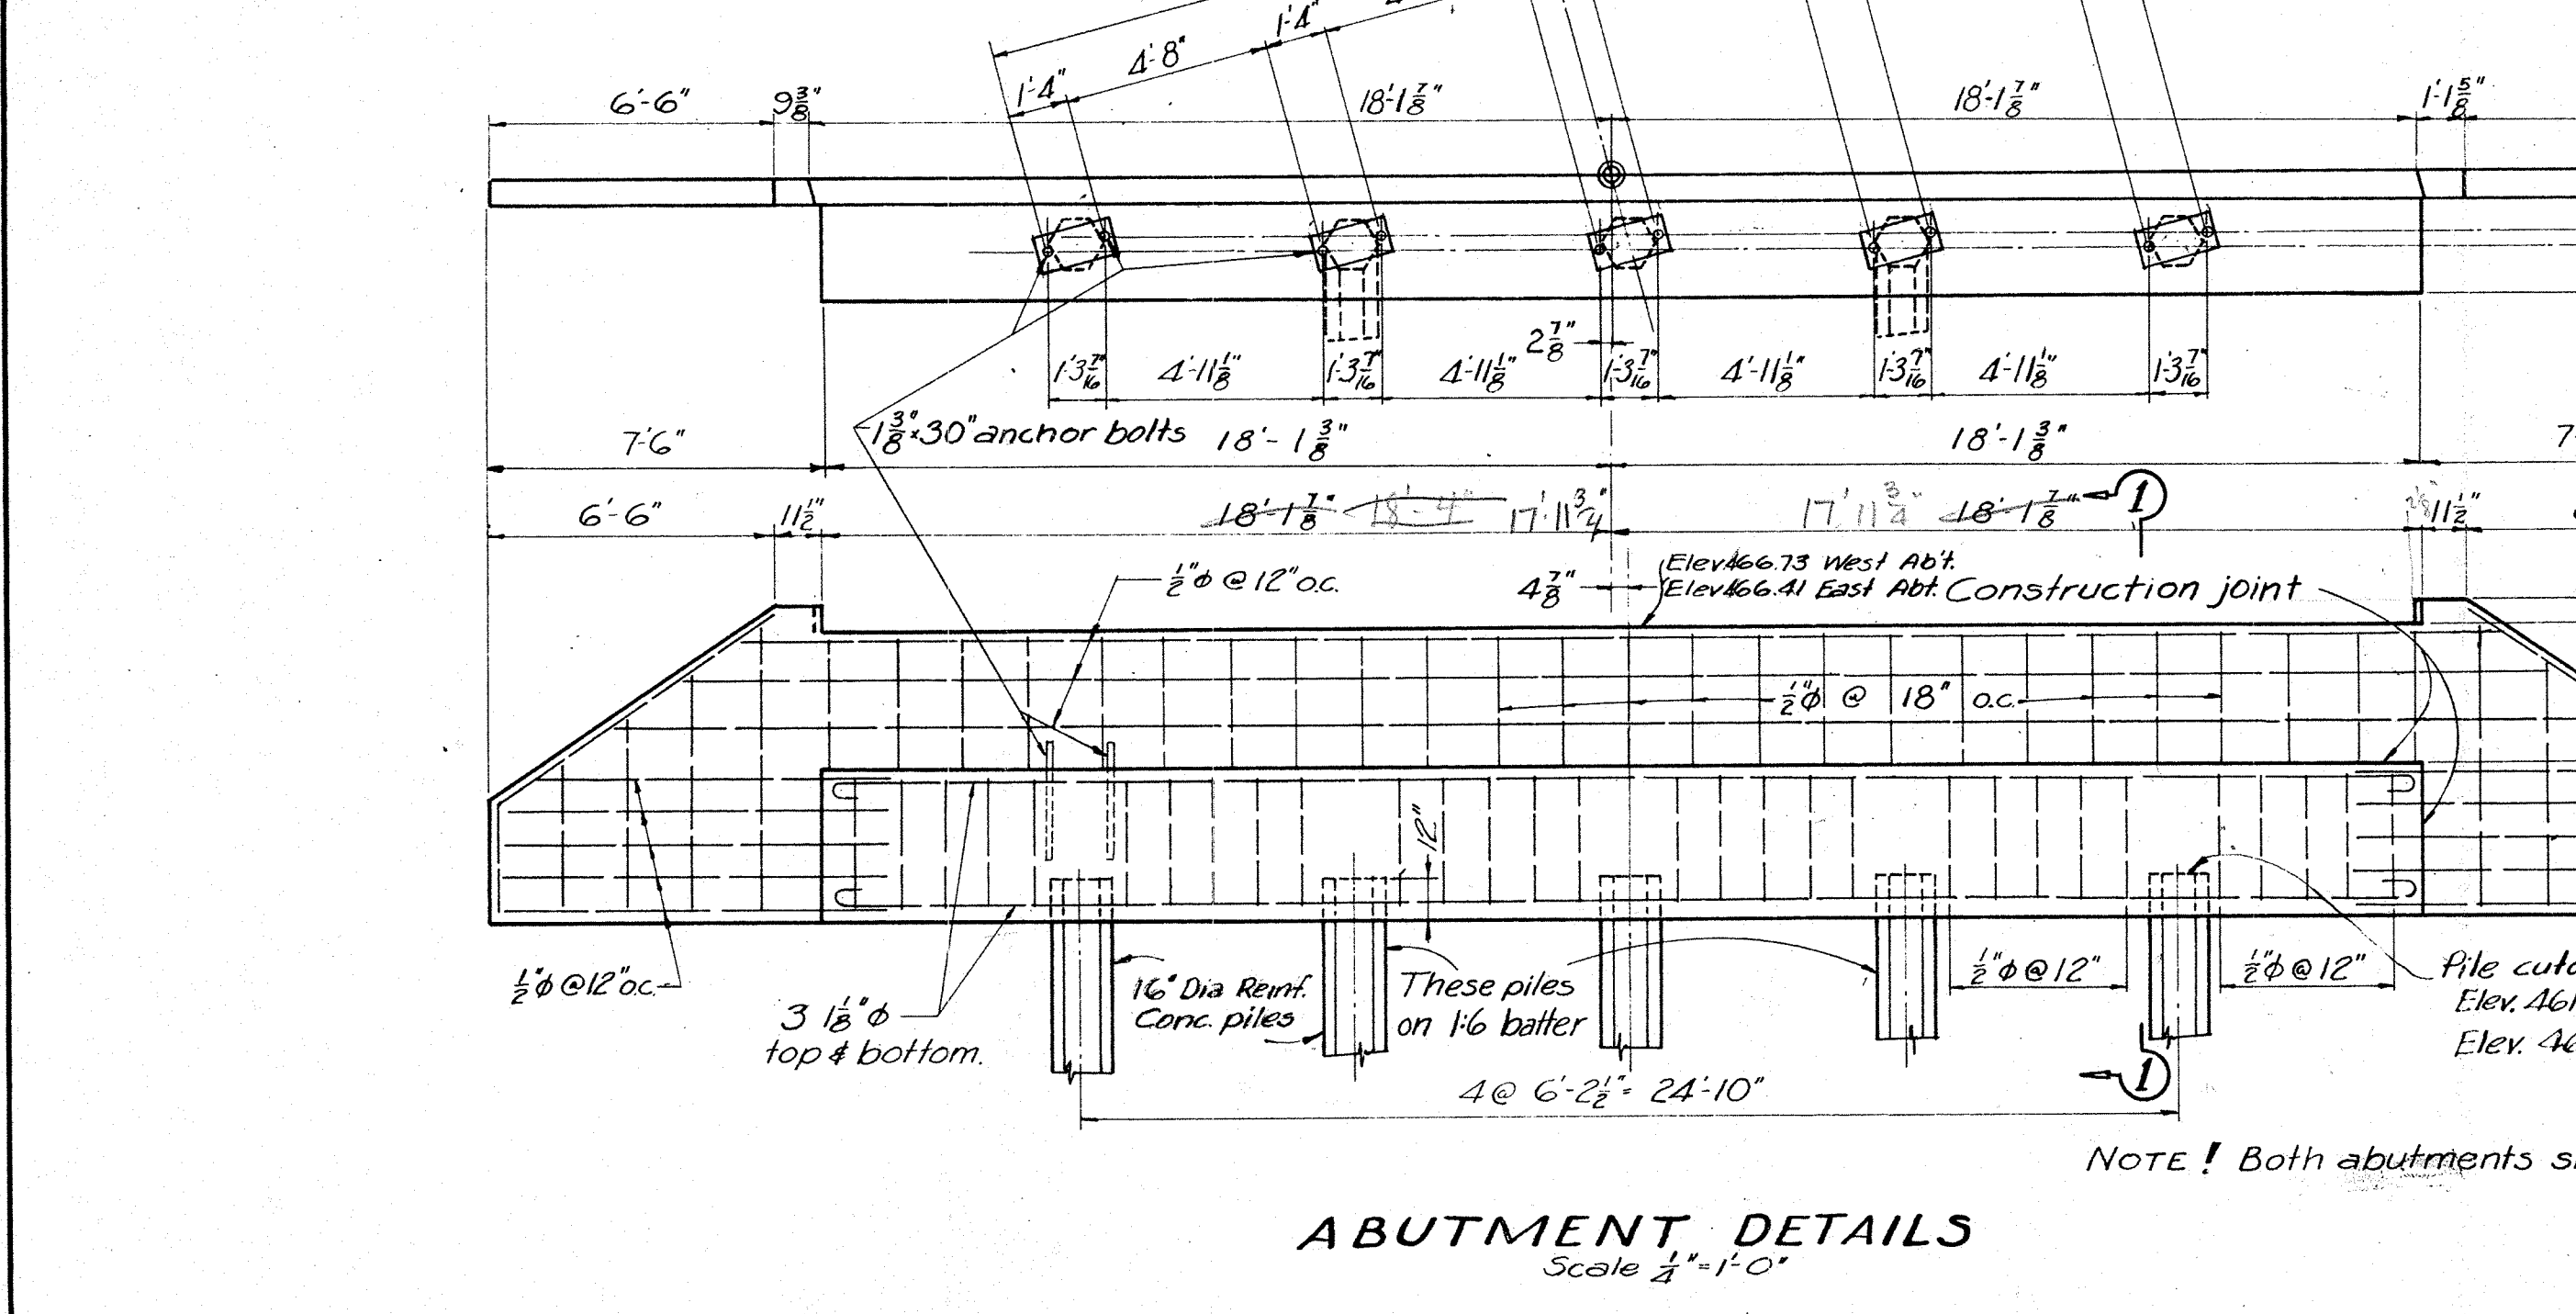 1'-4"
4'-8"
1'-4"
6'-6" 9 3/8" 18'-1 7/8" 18'-1 7/8" 1'-1 5/8"
2 7/8"
1'-3 7/16" 4'-11 1/8" 1'-3 7/16" 4'-11 1/8" 1'-3 7/16" 4'-11 1/8" 1'-3 7/16" 4'-11 1/8" 1'-3 7/16"
1 3/8" x 30" anchor bolts
7'-6" 18'-1 3/8" 18'-1 3/8"
6'-6" 11 1/2" 18'-1 7/8" 18'-4" 17'-11 3/4" 17' 11 3/4" 18'-1 7/8" 1 11 1/2"
1/2" φ @ 12" o.c.
4 7/8"
Elev. 466.73 West Ab't.
Elev. 466.41 East Abt.
Construction joint
1/2" φ @ 18" o.c.
12"
1/2" φ @ 12" o.c.
3 1 1/8" φ
top & bottom.
16" Dia Reinf.
Conc. piles
These piles
on 1:6 batter
1/2" φ @ 12" 1/2" φ @ 12"
Pile
Elev.
Elev.
4 @ 6'-2 1/2" = 24'-10"
1
NOTE! Both abutments
ABUTMENT DETAILS
Scale 1/4" = 1'-0"